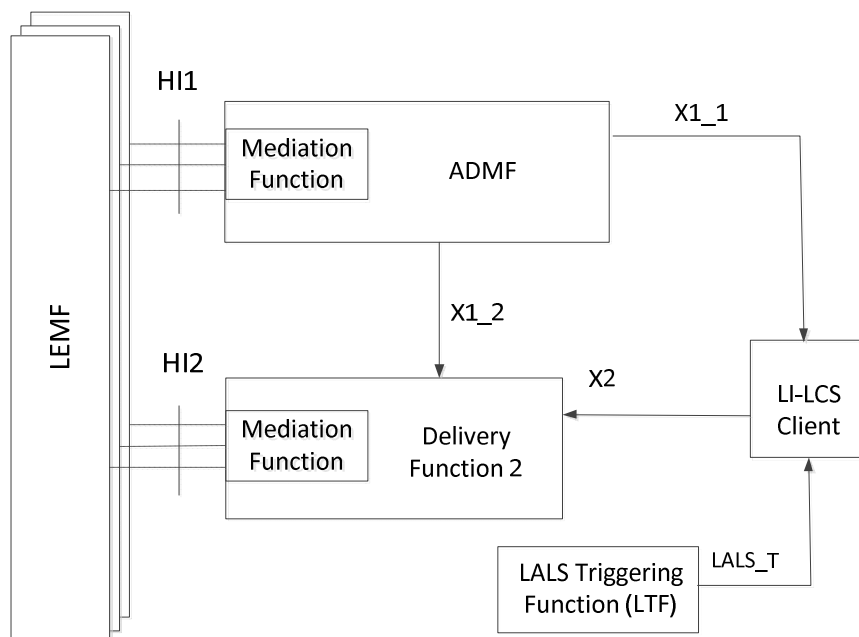 HI1
X1_1
Mediation
Function
ADMF
LEMF
X1_2
HI2
X2
LI-LCS
Client
Mediation
Function
Delivery
Function 2
LALS Triggering
Function (LTF)
LALS_T